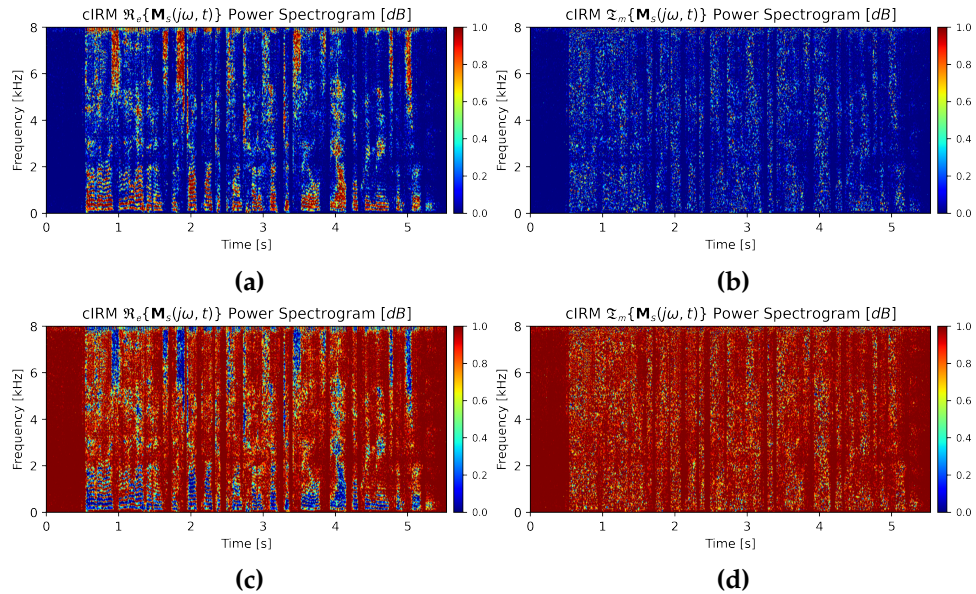 cIRM ℜₑ{𝐌ₛ(jω, t)} Power Spectrogram [dB]
cIRM 𝔗ₘ{𝐌ₛ(jω, t)} Power Spectrogram [dB]
Frequency [kHz]
8
6
4
2
0
1.0
0.8
0.6
0.4
0.2
0.0
0 1 2 3 4 5
Time [s]
(a)
Frequency [kHz]
8
6
4
2
0
1.0
0.8
0.6
0.4
0.2
0.0
0 1 2 3 4 5
Time [s]
(b)
cIRM ℜₑ{𝐌ₛ(jω, t)} Power Spectrogram [dB]
cIRM 𝔗ₘ{𝐌ₛ(jω, t)} Power Spectrogram [dB]
Frequency [kHz]
8
6
4
2
0
1.0
0.8
0.6
0.4
0.2
0.0
0 1 2 3 4 5
Time [s]
(c)
Frequency [kHz]
8
6
4
2
0
1.0
0.8
0.6
0.4
0.2
0.0
0 1 2 3 4 5
Time [s]
(d)